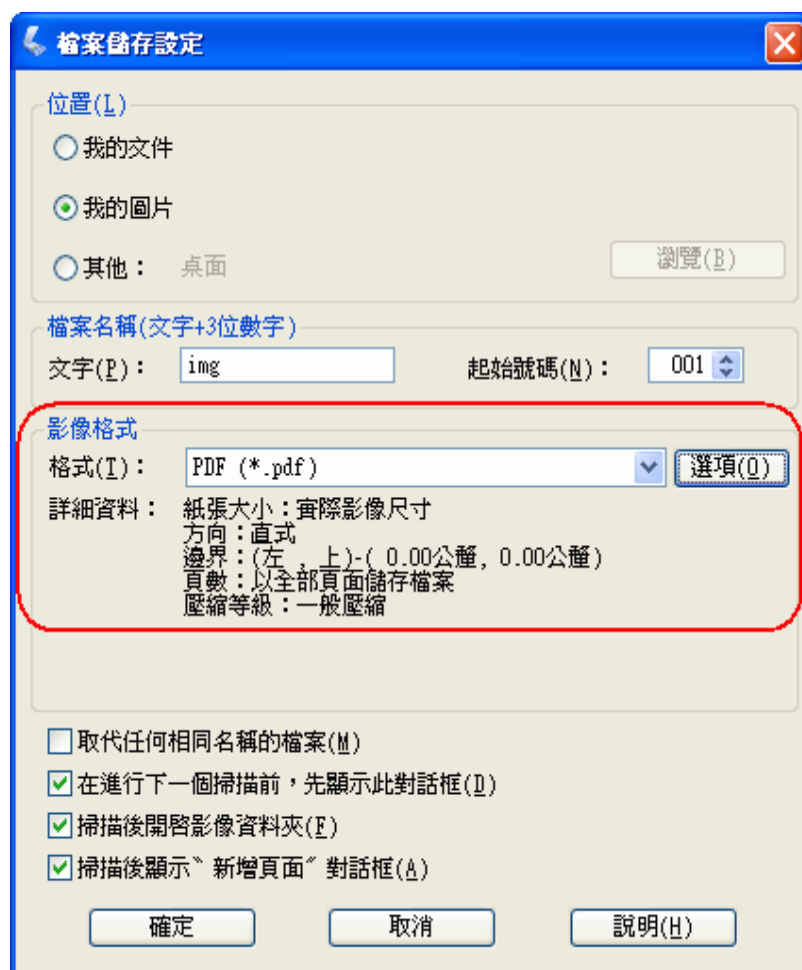 檔案儲存設定
位置(L)
我的文件
我的圖片
其他： 桌面 瀏覽(B)
檔案名稱(文字+3位數字)
文字(P)： img 起始號碼(N)： 001
影像格式
格式(T)： PDF (*.pdf) 選項(O)
詳細資料： 紙張大小：實際影像尺寸
方向：直式
邊界：(左 , 上)-( 0.00公釐, 0.00公釐)
頁數：以全部頁面儲存檔案
壓縮等級：一般壓縮
取代任何相同名稱的檔案(M)
在進行下一個掃描前，先顯示此對話框(D)
掃描後開啓影像資料夾(F)
掃描後顯示〝新增頁面〞對話框(A)
確定 取消 說明(H)